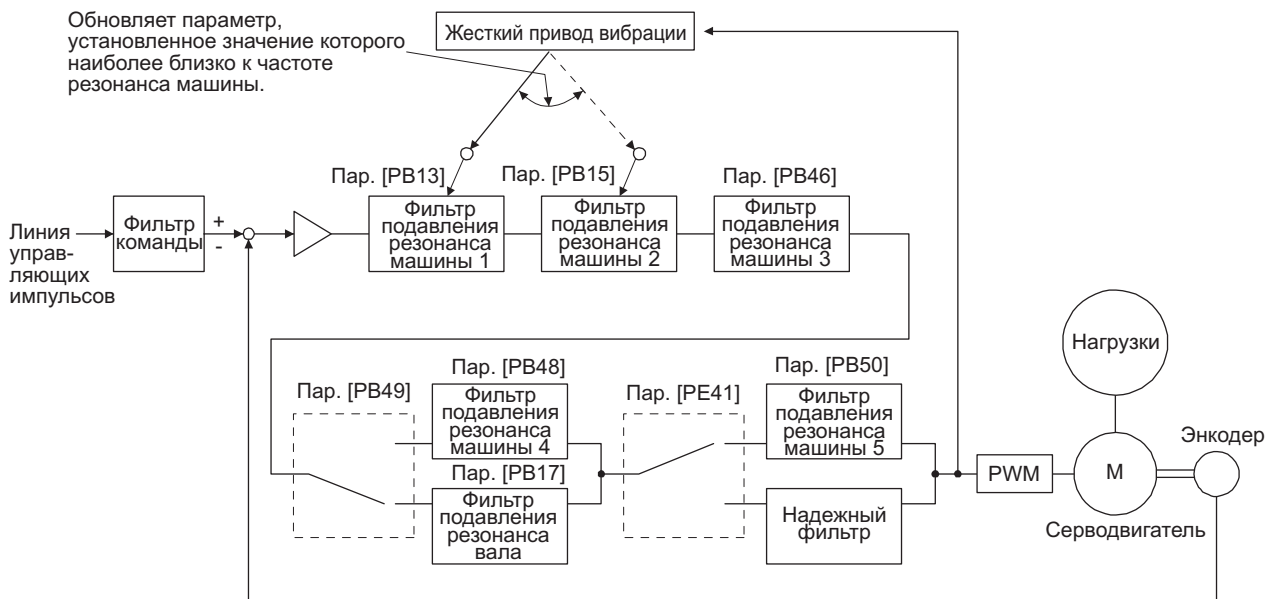 Обновляет параметр,
установленное значение которого
наиболее близко к частоте
резонанса машины.
Жесткий привод вибрации
Пар. [PB13]
Пар. [PB15]
Пар. [PB46]
Линия
управ-
ляющих
импульсов
Фильтр
команды
+
-
Фильтр
подавления
резонанса
машины 1
Фильтр
подавления
резонанса
машины 2
Фильтр
подавления
резонанса
машины 3
Пар. [PB49]
Пар. [PB48]
Фильтр
подавления
резонанса
машины 4
Пар. [PB17]
Фильтр
подавления
резонанса
вала
Пар. [PE41]
Пар. [PB50]
Фильтр
подавления
резонанса
машины 5
Надежный
фильтр
PWM
Нагрузки
М
Серводвигатель
Энкодер